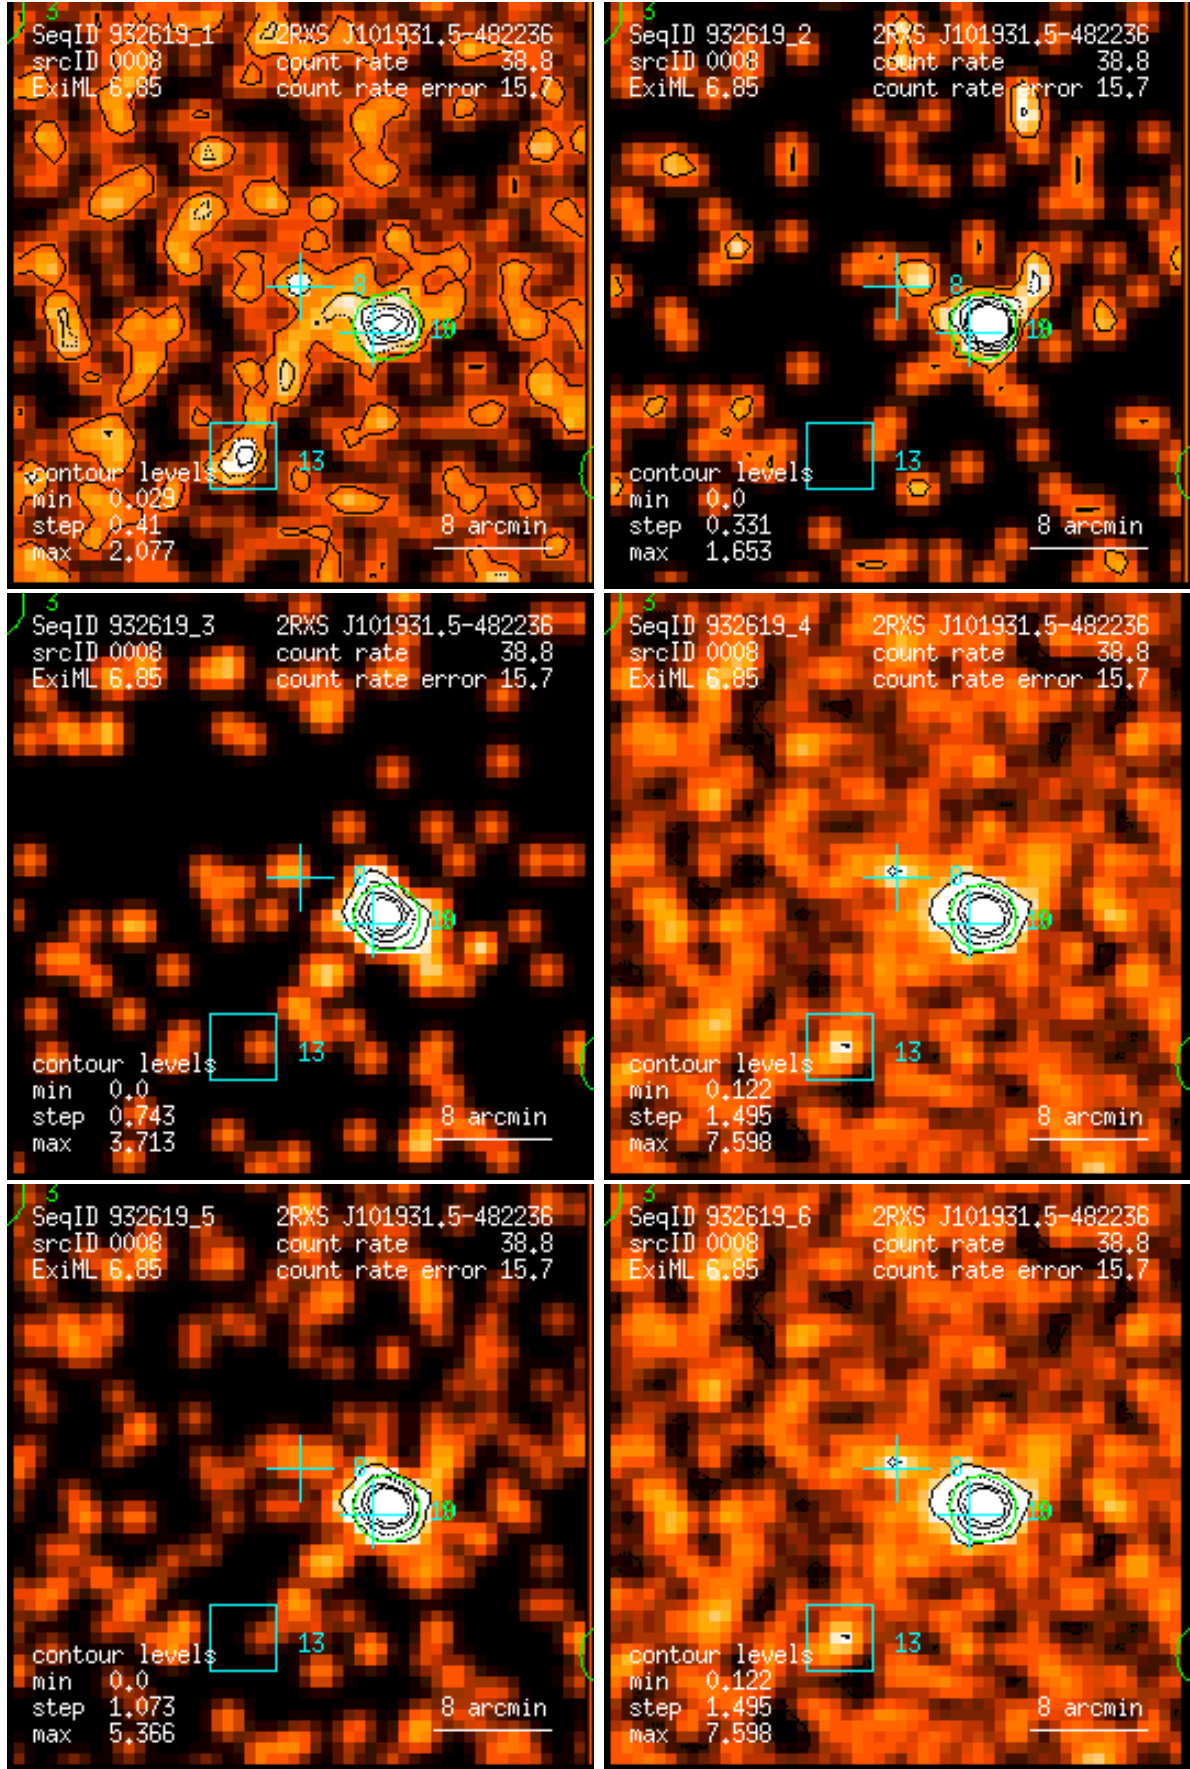 3
SeqID 932619_1 2RXS J101931.5-482236
srcID 0008 count rate 38.8
ExiML 6.85 count rate error 15.7
8
13
contour levels
min 0.029
step 0.41 8 arcmin
max 2.077
3
SeqID 932619_2 2RXS J101931.5-482236
srcID 0008 count rate 38.8
ExiML 6.85 count rate error 15.7
8
13
contour levels
min 0.0
step 0.331 8 arcmin
max 1.653
3
SeqID 932619_3 2RXS J101931.5-482236
srcID 0008 count rate 38.8
ExiML 6.85 count rate error 15.7
8
13
contour levels
min 0.0
step 0.743 8 arcmin
max 3.713
3
SeqID 932619_4 2RXS J101931.5-482236
srcID 0008 count rate 38.8
ExiML 6.85 count rate error 15.7
8
13
contour levels
min 0.122
step 1.495 8 arcmin
max 7.598
3
SeqID 932619_5 2RXS J101931.5-482236
srcID 0008 count rate 38.8
ExiML 6.85 count rate error 15.7
8
13
contour levels
min 0.0
step 1.073 8 arcmin
max 5.366
3
SeqID 932619_6 2RXS J101931.5-482236
srcID 0008 count rate 38.8
ExiML 6.85 count rate error 15.7
8
13
contour levels
min 0.122
step 1.495 8 arcmin
max 7.598